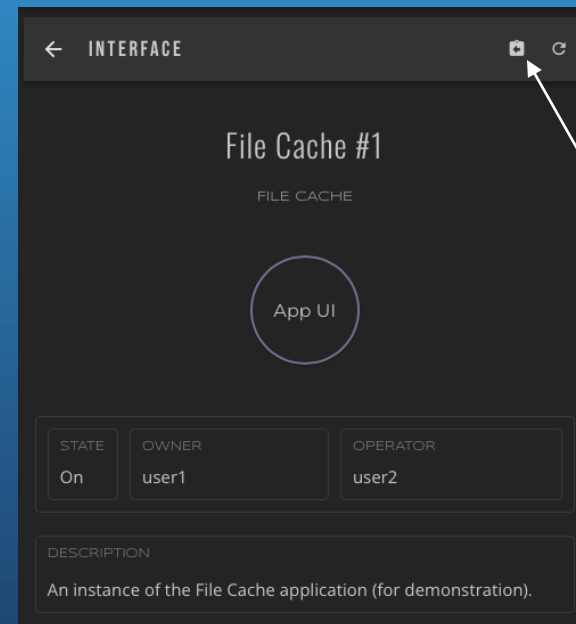 INTERFACE
File Cache #1
FILE CACHE
App UI
STATE OWNER OPERATOR
On user1 user2
DESCRIPTION
An instance of the File Cache application (for demonstration).